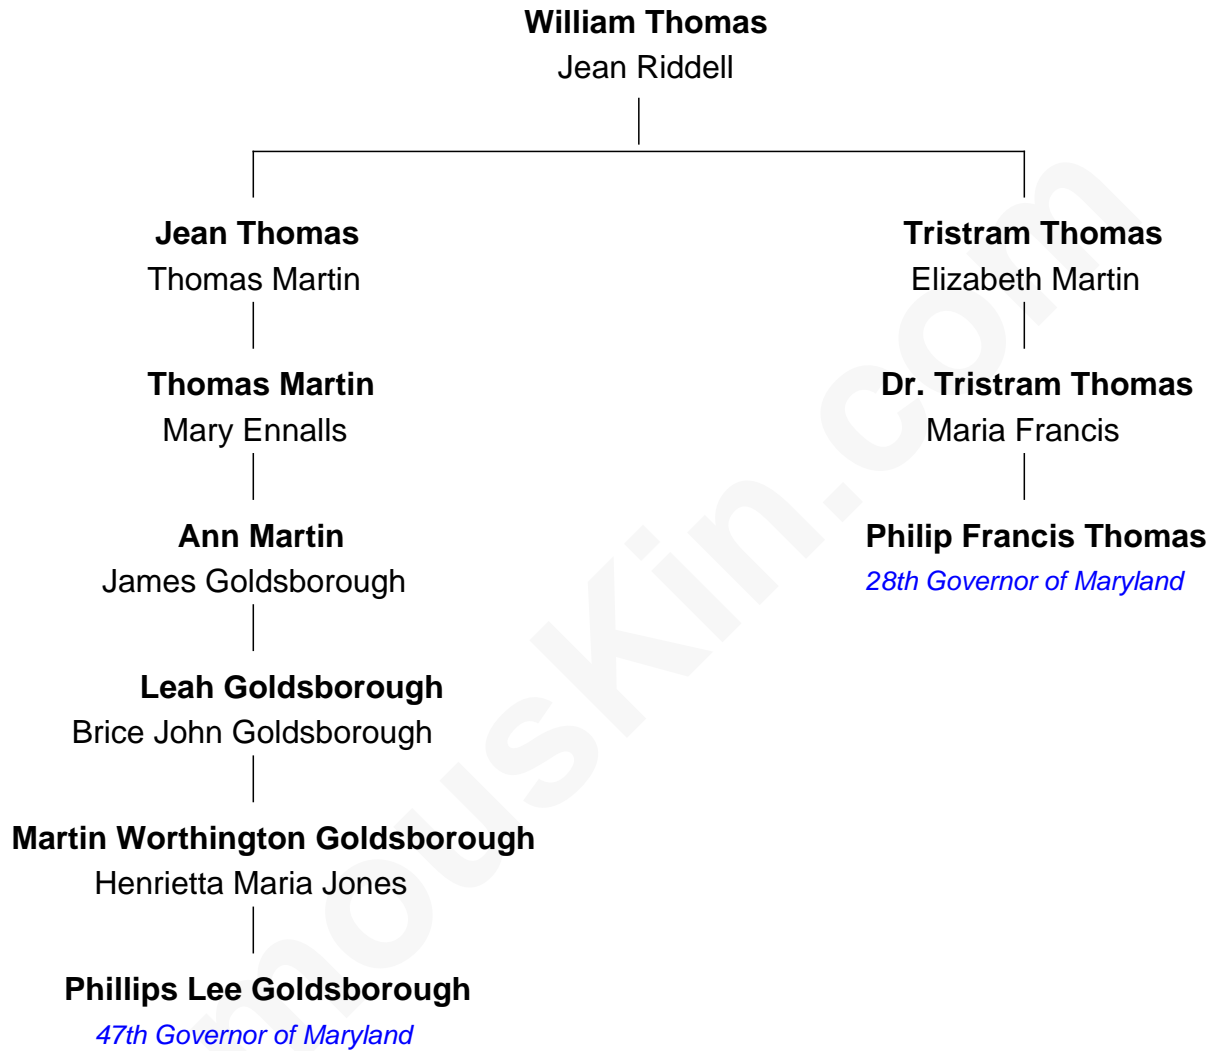 William Thomas
Jean Riddell
Jean Thomas
Thomas Martin
Tristram Thomas
Elizabeth Martin
Thomas Martin
Mary Ennalls
Dr. Tristram Thomas
Maria Francis
Ann Martin
James Goldsborough
Philip Francis Thomas
28th Governor of Maryland
Leah Goldsborough
Brice John Goldsborough
Martin Worthington Goldsborough
Henrietta Maria Jones
Phillips Lee Goldsborough
47th Governor of Maryland
mousKin.com